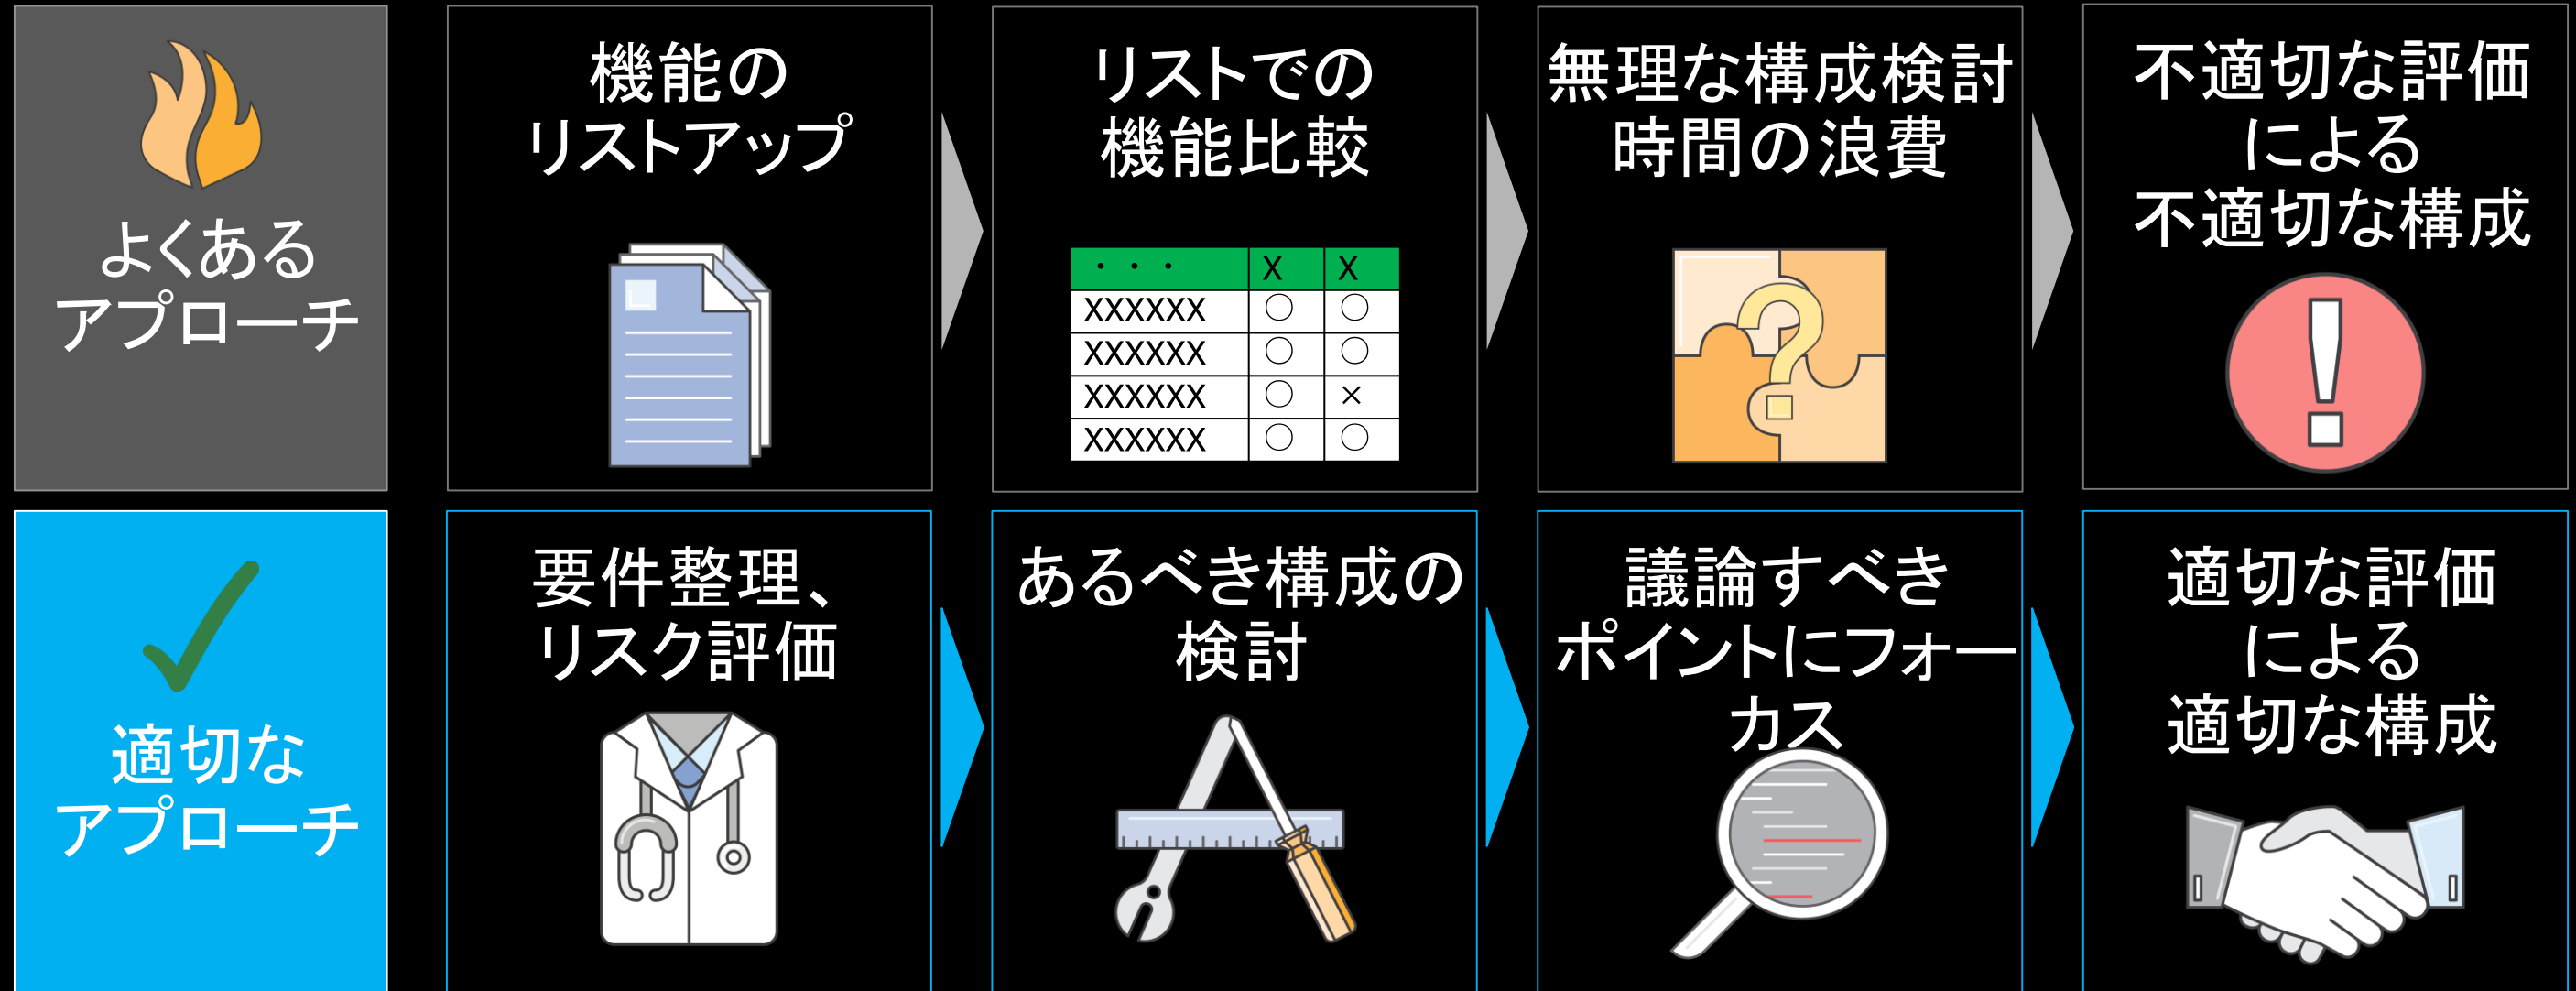 よくある
アプローチ
機能の
リストアップ
リストでの
機能比較
・・・ X X
XXXXXX ○ ○
XXXXXX ○ ○
XXXXXX ○ ×
XXXXXX ○ ○
無理な構成検討
時間の浪費
?
不適切な評価
による
不適切な構成
!
適切な
アプローチ
要件整理、
リスク評価
あるべき構成の
検討
議論すべき
ポイントにフォー
カス
適切な評価
による
適切な構成